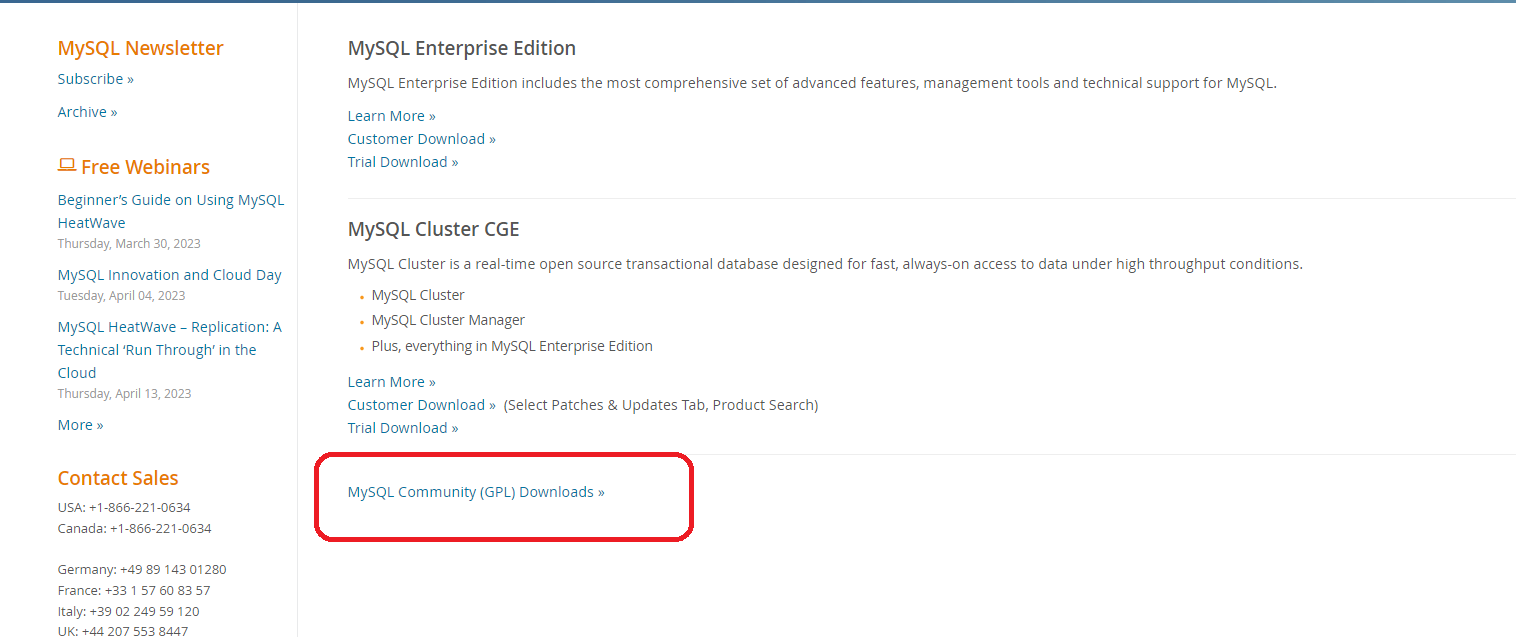 MySQL Newsletter
Subscribe »
Archive »
Free Webinars
Beginner’s Guide on Using MySQL
HeatWave
Thursday, March 30, 2023
MySQL Innovation and Cloud Day
Tuesday, April 04, 2023
MySQL HeatWave – Replication: A
Technical ‘Run Through’ in the
Cloud
Thursday, April 13, 2023
More »
Contact Sales
USA: +1-866-221-0634
Canada: +1-866-221-0634
Germany: +49 89 143 01280
France: +33 1 57 60 83 57
Italy: +39 02 249 59 120
UK: +44 207 553 8447
MySQL Enterprise Edition
MySQL Enterprise Edition includes the most comprehensive set of advanced features, management tools and technical support for MySQL.
Learn More »
Customer Download »
Trial Download »
MySQL Cluster CGE
MySQL Cluster is a real-time open source transactional database designed for fast, always-on access to data under high throughput conditions.
• MySQL Cluster
• MySQL Cluster Manager
• Plus, everything in MySQL Enterprise Edition
Learn More »
Customer Download » (Select Patches & Updates Tab, Product Search)
Trial Download »
MySQL Community (GPL) Downloads »